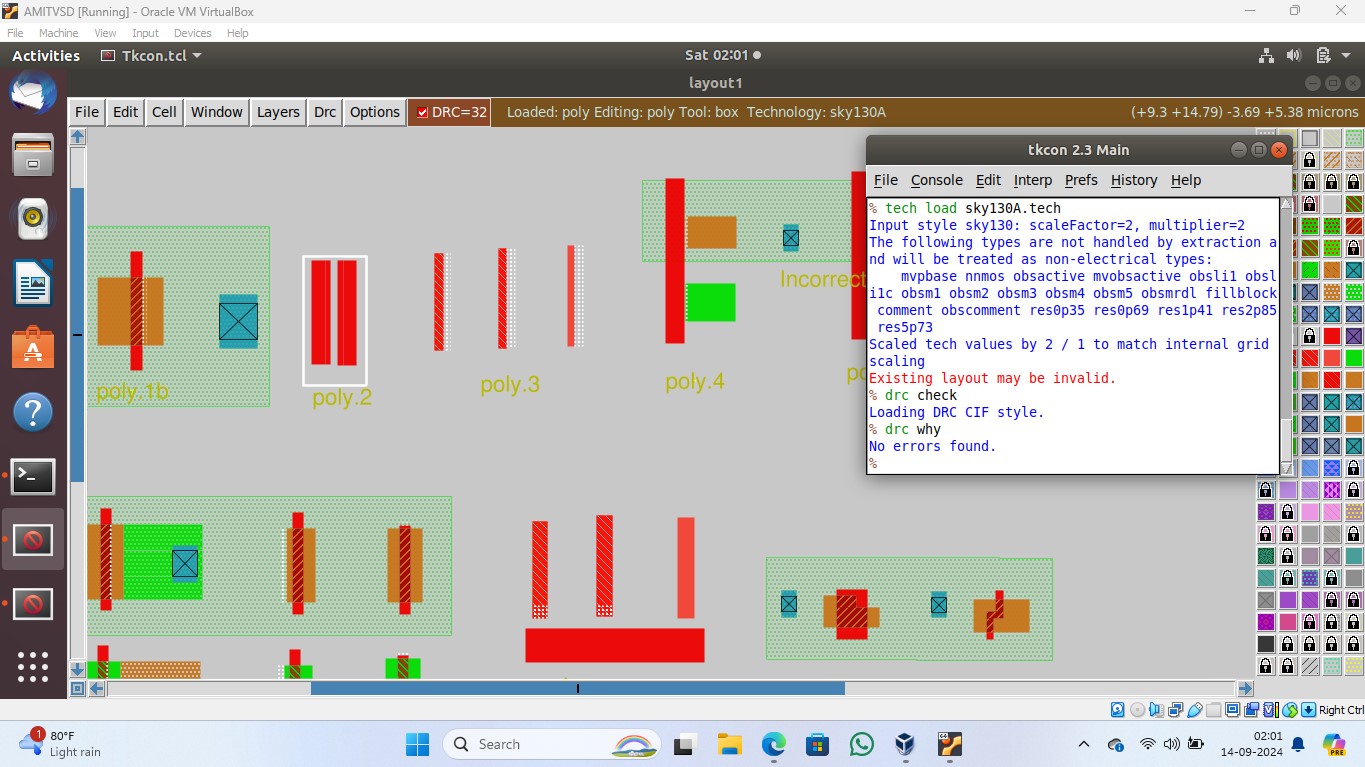 AMITVSD [Running] - Oracle VM VirtualBox
File Machine View Input Devices Help
Activities Tkcon.tcl Sat 02:01
layout1
File Edit Cell Window Layers Drc Options DRC=32 Loaded: poly Editing: poly Tool: box Technology: sky130A (+9.3 +14.79) -3.69 +5.38 microns
tkcon 2.3 Main
File Console Edit Interp Prefs History Help
% tech load sky130A.tech
Input style sky130: scaleFactor=2, multiplier=2
The following types are not handled by extraction a
nd will be treated as non-electrical types:
mvpbase nnmos obsactive mvobsactive obsli1 obsl
i1c obsm1 obsm2 obsm3 obsm4 obsm5 obsmrdl fillblock
comment obscomment res0p35 res0p69 res1p41 res2p85
res5p73
Scaled tech values by 2 / 1 to match internal grid
scaling
Existing layout may be invalid.
% drc check
Loading DRC CIF style.
% drc why
No errors found.
%
Incorrect
poly.1b
poly.2
poly.3
poly.4
po
Right Ctrl
1
80°F
Light rain
Search
02:01
14-09-2024
PRE